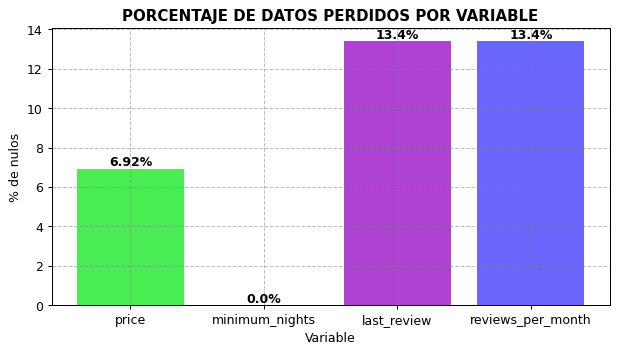 PORCENTAJE DE DATOS PERDIDOS POR VARIABLE
% de nulos
14
12
10
8
6
4
2
0
6.92%
0.0%
13.4%
13.4%
price
minimum_nights
last_review
reviews_per_month
Variable